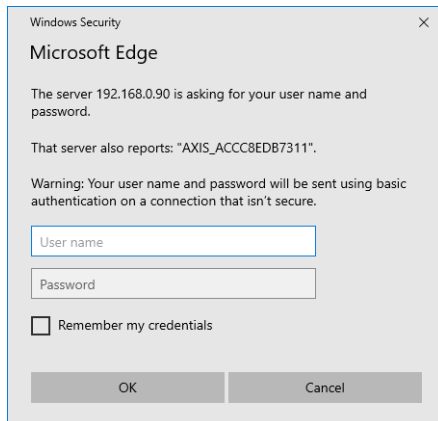 Windows Security
Microsoft Edge
The server 192.168.0.90 is asking for your user name and
password.
That server also reports: "AXIS_ACCC8EDB7311".
Warning: Your user name and password will be sent using basic
authentication on a connection that isn't secure.
User name
Password
Remember my credentials
OK
Cancel